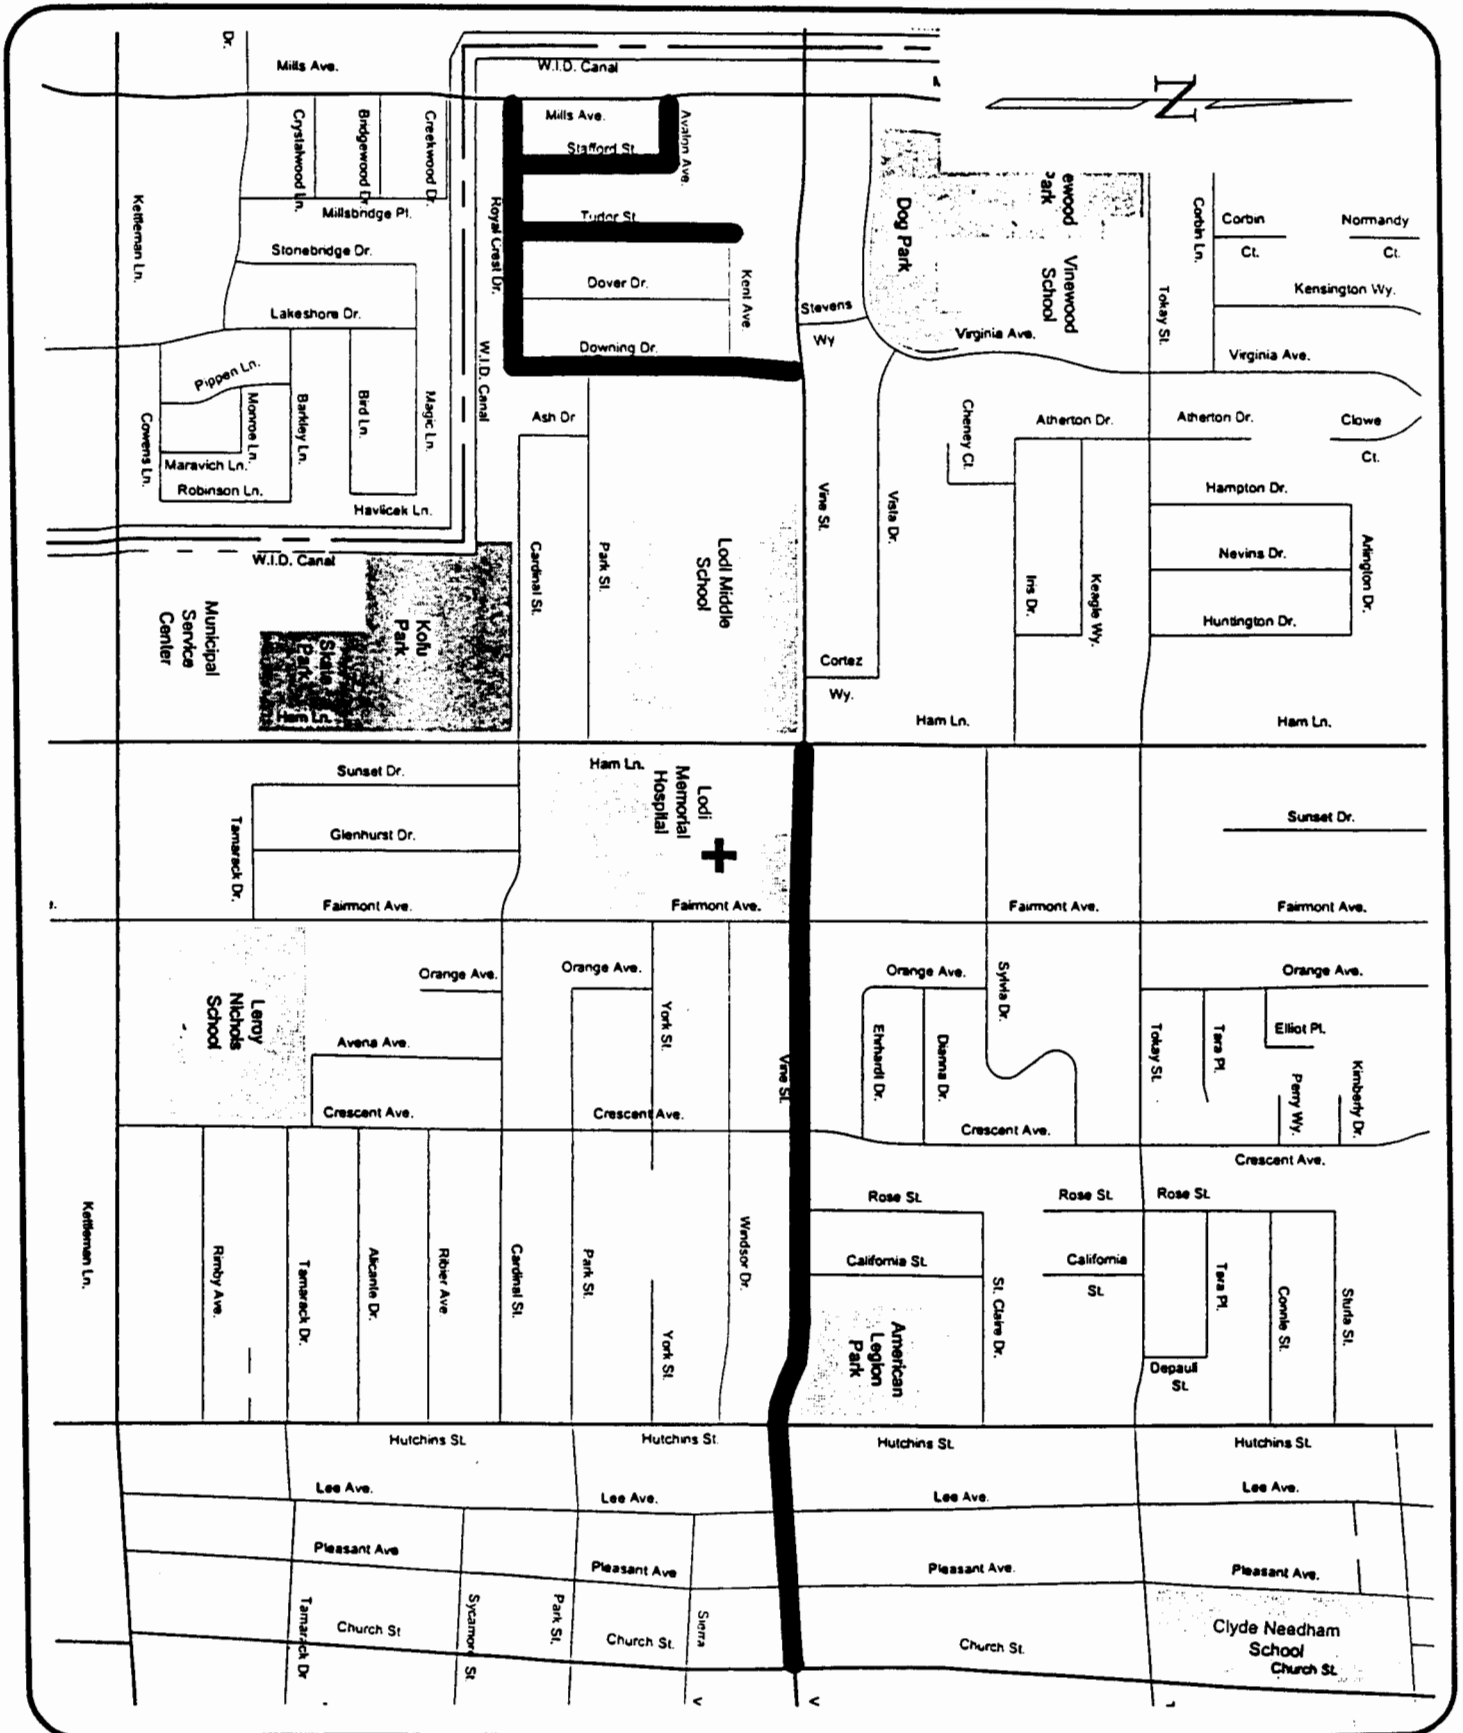 Dr.
Mills Ave.
W.I.D. Canal
N
Crystalwood Ln.
Bridgewood Dr.
Creekwood Dr.
Mills Ave.
Stafford St.
Avalon Ave.
Kettleman Ln.
Millsbridge Pl.
Royal Crest Dr.
Tudor St.
Dog Park
ewood
Park
Corbin Ln.
Corbin
Ct.
Normandy
Ct.
Stonebridge Dr.
Dover Dr.
Kent Ave.
Vinewood
School
Tokay St.
Kensington Wy.
Lakeshore Dr.
Stevens
Wy
Virginia Ave.
Downing Dr.
W.I.D. Canal
Virginia Ave.
Pippen Ln.
Cowens Ln.
Monroe Ln.
Barkley Ln.
Bird Ln.
Magic Ln.
Ash Dr
Cheney Ct.
Atherton Dr.
Atherton Dr.
Clowe
Ct.
Maravich Ln.
Robinson Ln.
Havlicek Ln.
Vine St.
Vista Dr.
Hampton Dr.
W.I.D. Canal
Cardinal St.
Park St.
Lodi Middle
School
Iris Dr.
Keagle Wy.
Nevins Dr.
Arlington Dr.
Municipal
Service
Center
Kofu
Park
Skate
Park
Huntington Dr.
Cortez
Wy.
Ham Ln.
Ham Ln.
Ham Ln.
Sunset Dr.
Ham Ln.
Lodi
Memorial
Hospital
Tamarack Dr.
Glenhurst Dr.
Sunset Dr.
Fairmont Ave.
Fairmont Ave.
Fairmont Ave.
Fairmont Ave.
Leroy
Nichols
School
Orange Ave.
Orange Ave.
Orange Ave.
Sylvia Dr.
Orange Ave.
Avena Ave.
York St.
Vine St.
Ehrhardt Dr.
Dianna Dr.
Tokay St.
Tara Pl.
Elliot Pl.
Perry Wy.
Kimberly Dr.
Crescent Ave.
Crescent Ave.
Crescent Ave.
Crescent Ave.
Kettleman Ln.
Rimby Ave.
Tamarack Dr.
Alicante Dr.
Ribier Ave.
Cardinal St.
Park St.
York St.
Windsor Dr.
Rose St.
Rose St.
Rose St.
California St.
California
St.
St. Claire Dr.
American
Legion
Park
Tara Pl.
Connie St.
Sturla St.
Depauli
St.
Hutchins St.
Hutchins St.
Hutchins St.
Hutchins St.
Lee Ave.
Lee Ave.
Lee Ave.
Lee Ave.
Pleasant Ave
Pleasant Ave
Pleasant Ave.
Pleasant Ave.
Tamarack Dr
Church St
Sycamore St.
Park St.
Church St.
Sierra
Church St.
Clyde Needham
School
Church St.